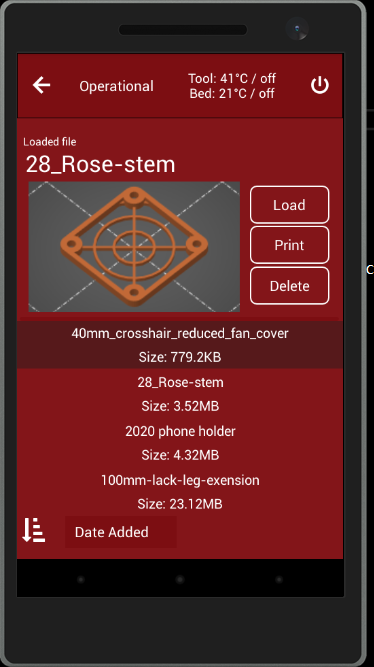 Operational
Tool: 41°C / off
Bed: 21°C / off
Loaded file
28_Rose-stem
Load
Print
Delete
40mm_crosshair_reduced_fan_cover
Size: 779.2KB
28_Rose-stem
Size: 3.52MB
2020 phone holder
Size: 4.32MB
100mm-lack-leg-exension
Size: 23.12MB
Date Added
c